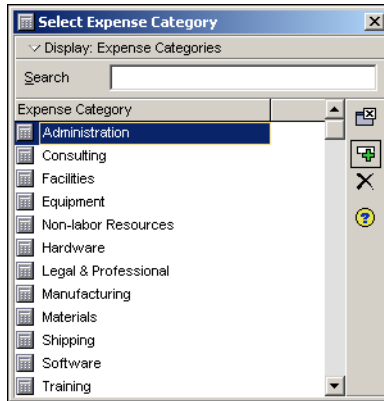 Select Expense Category
Display: Expense Categories
Search
Expense Category
Administration
Consulting
Facilities
Equipment
Non-labor Resources
Hardware
Legal & Professional
Manufacturing
Materials
Shipping
Software
Training